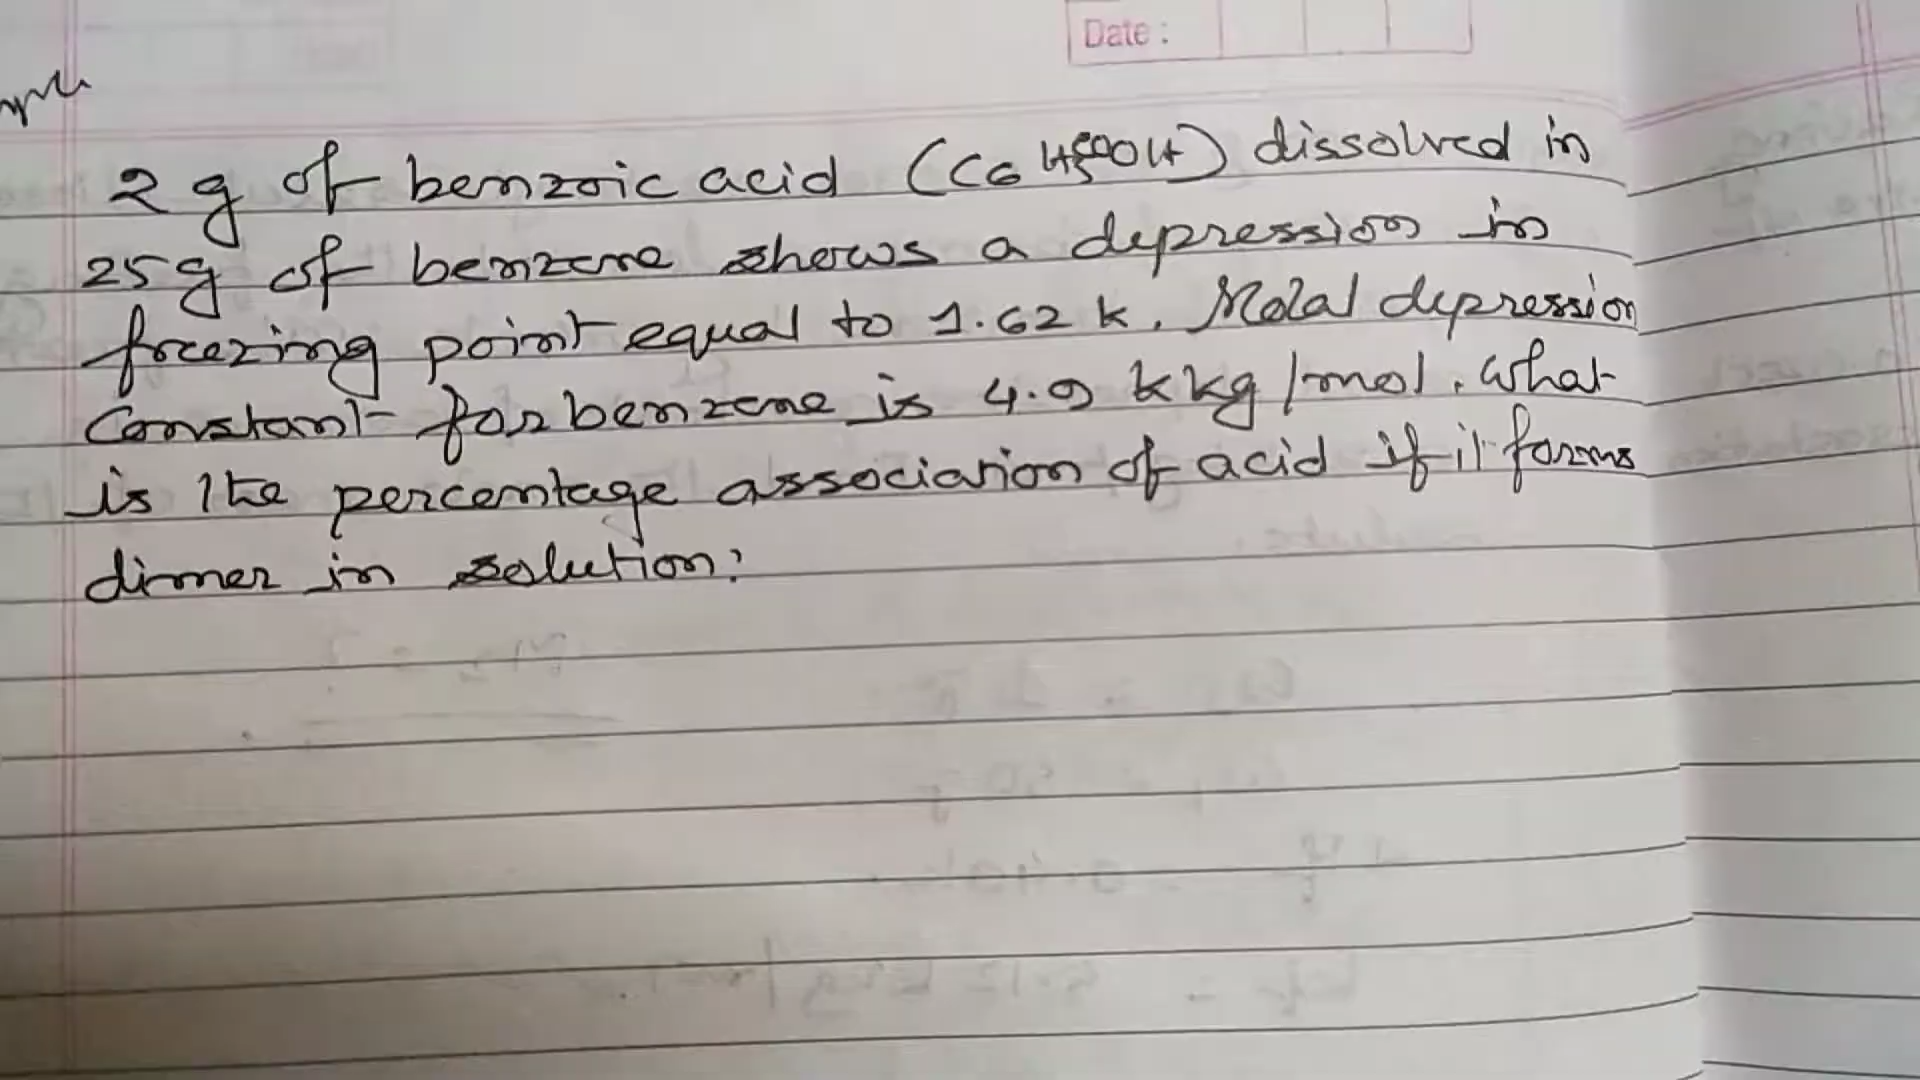 Date :
2 g of benzoic acid (C6H5COOH) dissolved in
25 g of benzene shows a depression in
freezing point equal to 1.62 K. Molal depression
Constant for benzene is 4.9 K kg/mol. What
is the percentage association of acid if it forms
dimer in solution?